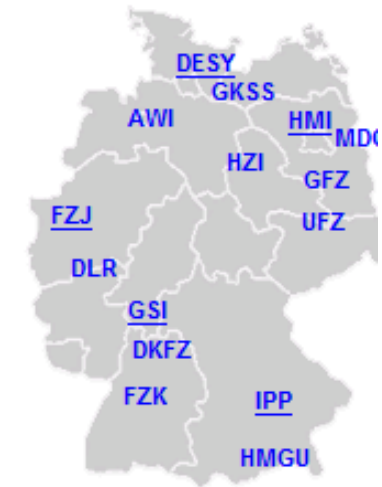 DESY
GKSS
AWI
HMI
MDC
HZI
GFZ
FZJ
UFZ
DLR
GSI
DKFZ
FZK
IPP
HMGU